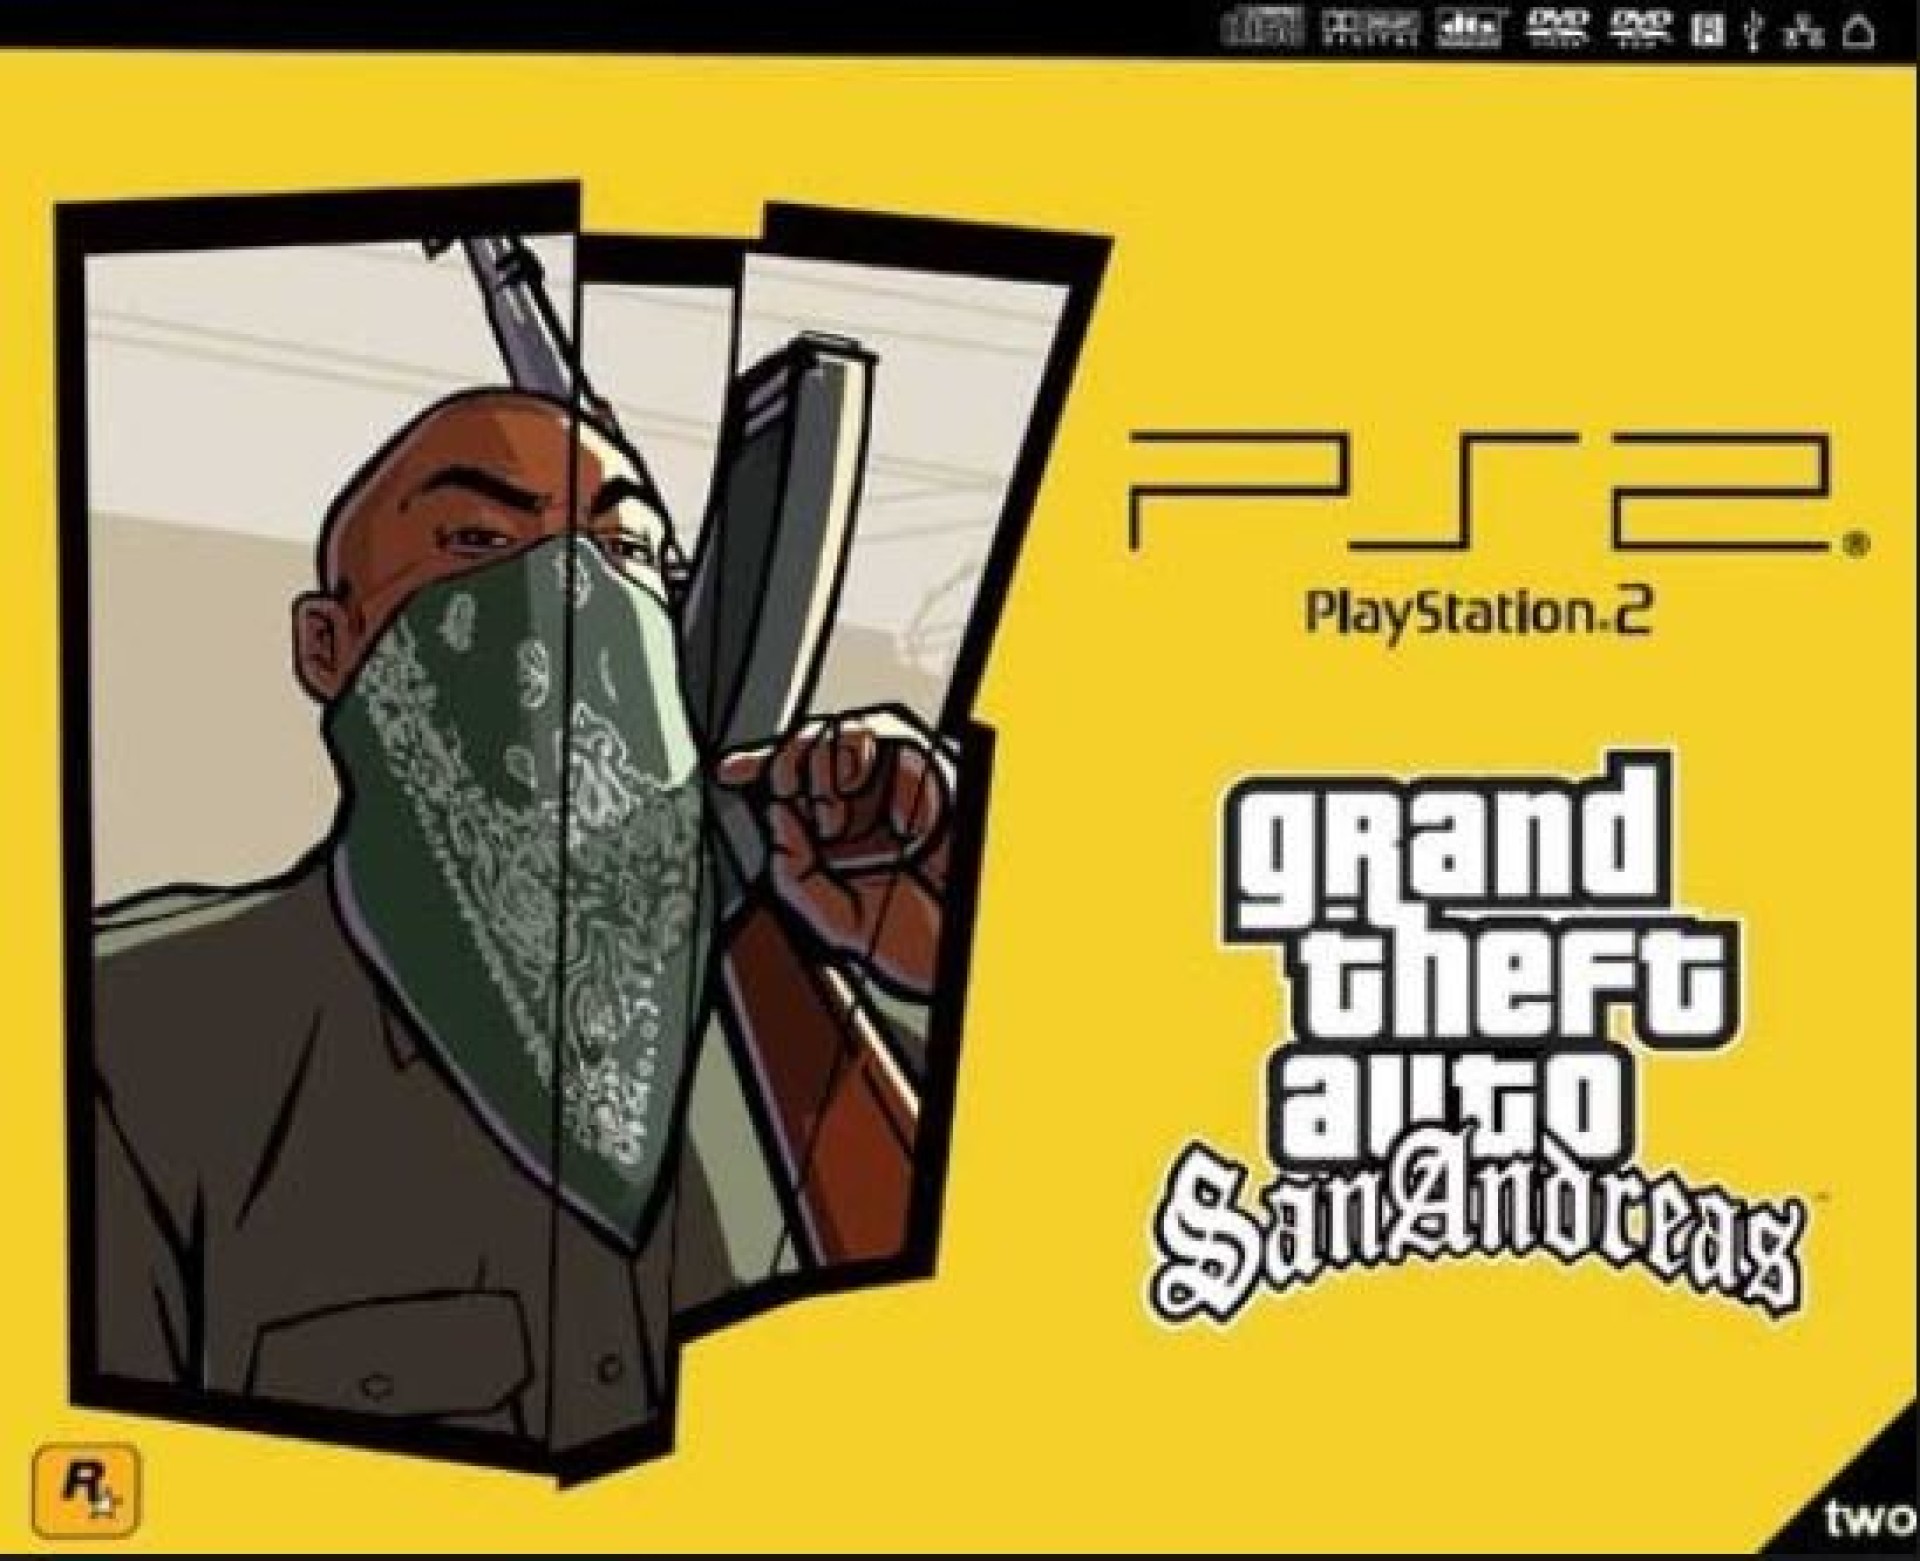 PS2®
PlayStation.2
grand
theft
auto
San Andreas
R
two